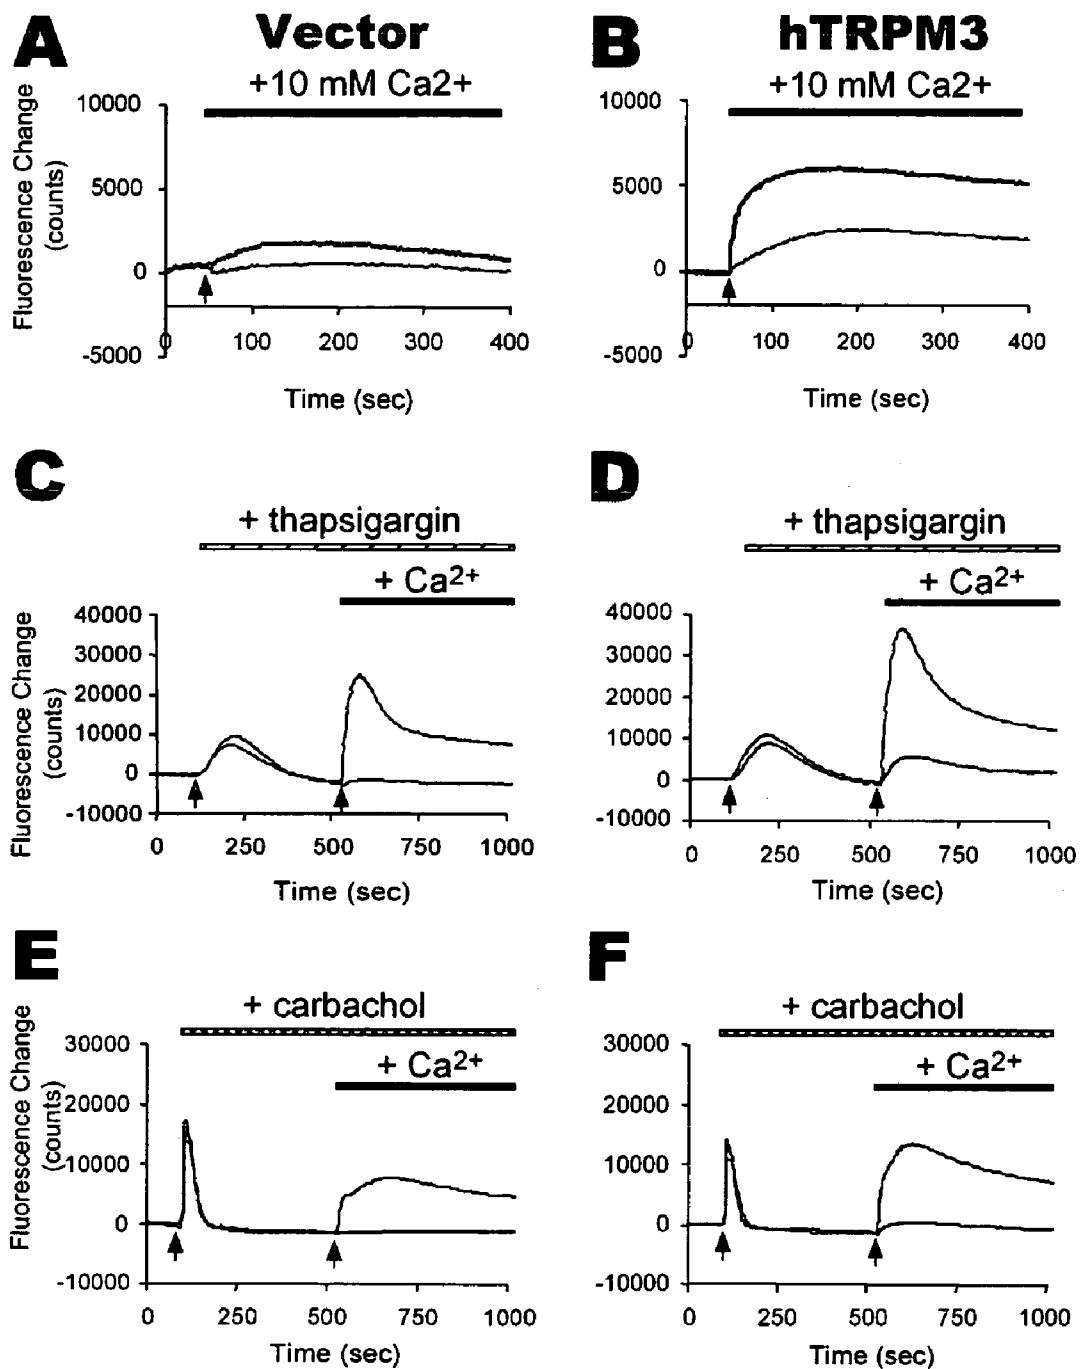 A Vector B hTRPM3
+10 mM Ca2+ +10 mM Ca2+
Fluorescence Change
(counts)
10000
5000
0
-5000
0 100 200 300 400
Time (sec)
10000
5000
0
-5000
0 100 200 300 400
Time (sec)
C D
+ thapsigargin
+ Ca2+
Fluorescence Change
(counts)
40000
30000
20000
10000
0
-10000
0 250 500 750 1000
Time (sec)
+ thapsigargin
+ Ca2+
40000
30000
20000
10000
0
-10000
0 250 500 750 1000
Time (sec)
E F
+ carbachol
+ Ca2+
Fluorescence Change
(counts)
30000
20000
10000
0
-10000
0 250 500 750 1000
Time (sec)
+ carbachol
+ Ca2+
30000
20000
10000
0
-10000
0 250 500 750 1000
Time (sec)